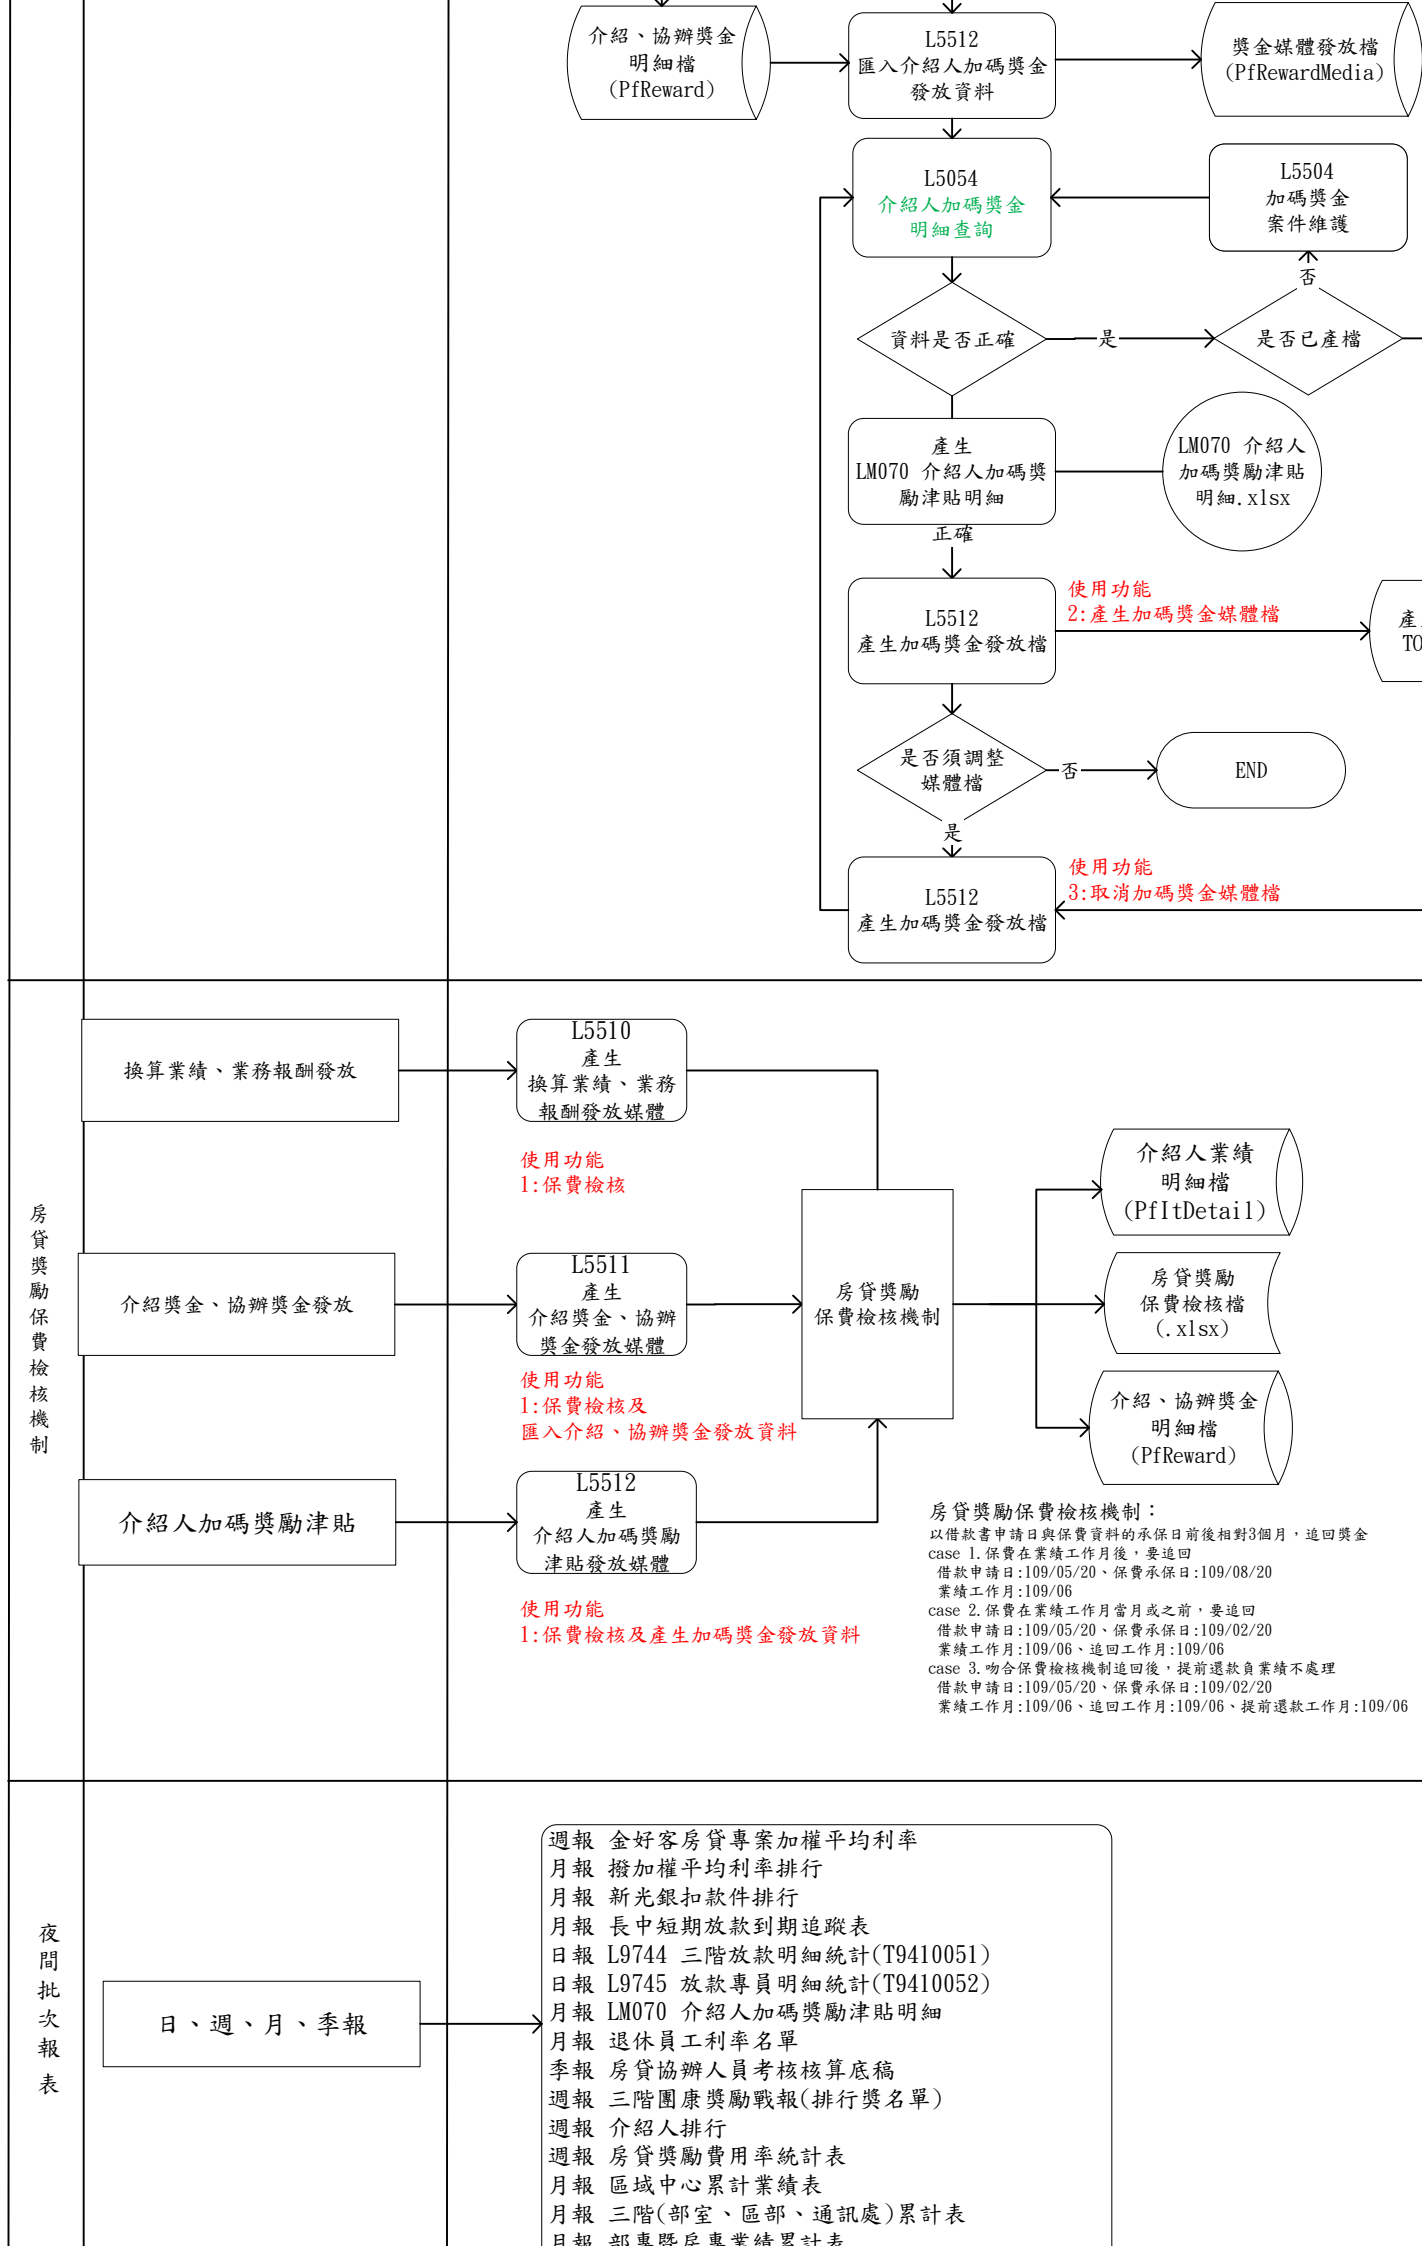 介紹、協辦獎金
明細檔
(PfReward)
L5512
匯入介紹人加碼獎金
發放資料
獎金媒體發放檔
(PfRewardMedia)
L5054
介紹人加碼獎金
明細查詢
L5504
加碼獎金
案件維護
否
資料是否正確
是
是否已產檔
產生
LM070 介紹人加碼獎
勵津貼明細
LM070 介紹人
加碼獎勵津貼
明細.xlsx
正確
L5512
產生加碼獎金發放檔
使用功能
2:產生加碼獎金媒體檔
產
TO
是否須調整
媒體檔
否
END
是
L5512
產生加碼獎金發放檔
使用功能
3:取消加碼獎金媒體檔
房貸獎勵保費檢核機制
換算業績、業務報酬發放
L5510
產生
換算業績、業務
報酬發放媒體
使用功能
1:保費檢核
介紹獎金、協辦獎金發放
L5511
產生
介紹獎金、協辦
獎金發放媒體
使用功能
1:保費檢核及
匯入介紹、協辦獎金發放資料
介紹人加碼獎勵津貼
L5512
產生
介紹人加碼獎勵
津貼發放媒體
使用功能
1:保費檢核及產生加碼獎金發放資料
房貸獎勵
保費檢核機制
介紹人業績
明細檔
(PfItDetail)
房貸獎勵
保費檢核檔
(.xlsx)
介紹、協辦獎金
明細檔
(PfReward)
房貸獎勵保費檢核機制：
以借款書申請日與保費資料的承保日前後相對3個月，追回獎金
case 1.保費在業績工作月後，要追回
借款申請日:109/05/20、保費承保日:109/08/20
業績工作月:109/06
case 2.保費在業績工作月當月或之前，要追回
借款申請日:109/05/20、保費承保日:109/02/20
業績工作月:109/06、追回工作月:109/06
case 3.吻合保費檢核機制追回後，提前還款負業績不處理
借款申請日:109/05/20、保費承保日:109/02/20
業績工作月:109/06、追回工作月:109/06、提前還款工作月:109/06
夜間批次報表
日、週、月、季報
週報 金好客房貸專案加權平均利率
月報 撥加權平均利率排行
月報 新光銀扣款件排行
月報 長中短期放款到期追蹤表
日報 L9744 三階放款明細統計(T9410051)
日報 L9745 放款專員明細統計(T9410052)
月報 LM070 介紹人加碼獎勵津貼明細
月報 退休員工利率名單
季報 房貸協辦人員考核核算底稿
週報 三階團康獎勵戰報(排行獎名單)
週報 介紹人排行
週報 房貸獎勵費用率統計表
月報 區域中心累計業績表
月報 三階(部室、區部、通訊處)累計表
月報 部專暨房專業績累計表